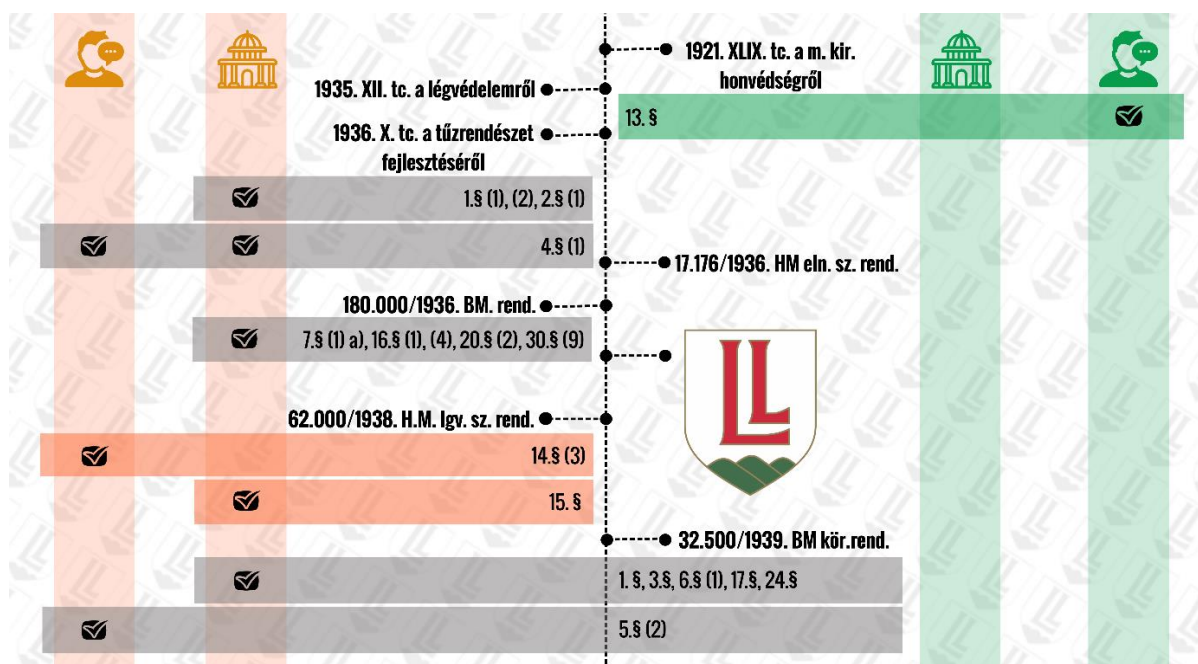 1921. XLIX. tc. a m. kir.
honvédségről
1935. XII. tc. a légvédelemről
13. §
1936. X. tc. a tűzrendészet
fejlesztéséről
1.§ (1), (2), 2.§ (1)
4.§ (1)
17.176/1936. HM eln. sz. rend.
180.000/1936. BM. rend.
7.§ (1) a), 16.§ (1), (4), 20.§ (2), 30.§ (9)
LL
62.000/1938. H.M. lgv. sz. rend.
14.§ (3)
15. §
32.500/1939. BM kör.rend.
1. §, 3.§, 6.§ (1), 17.§, 24.§
5.§ (2)